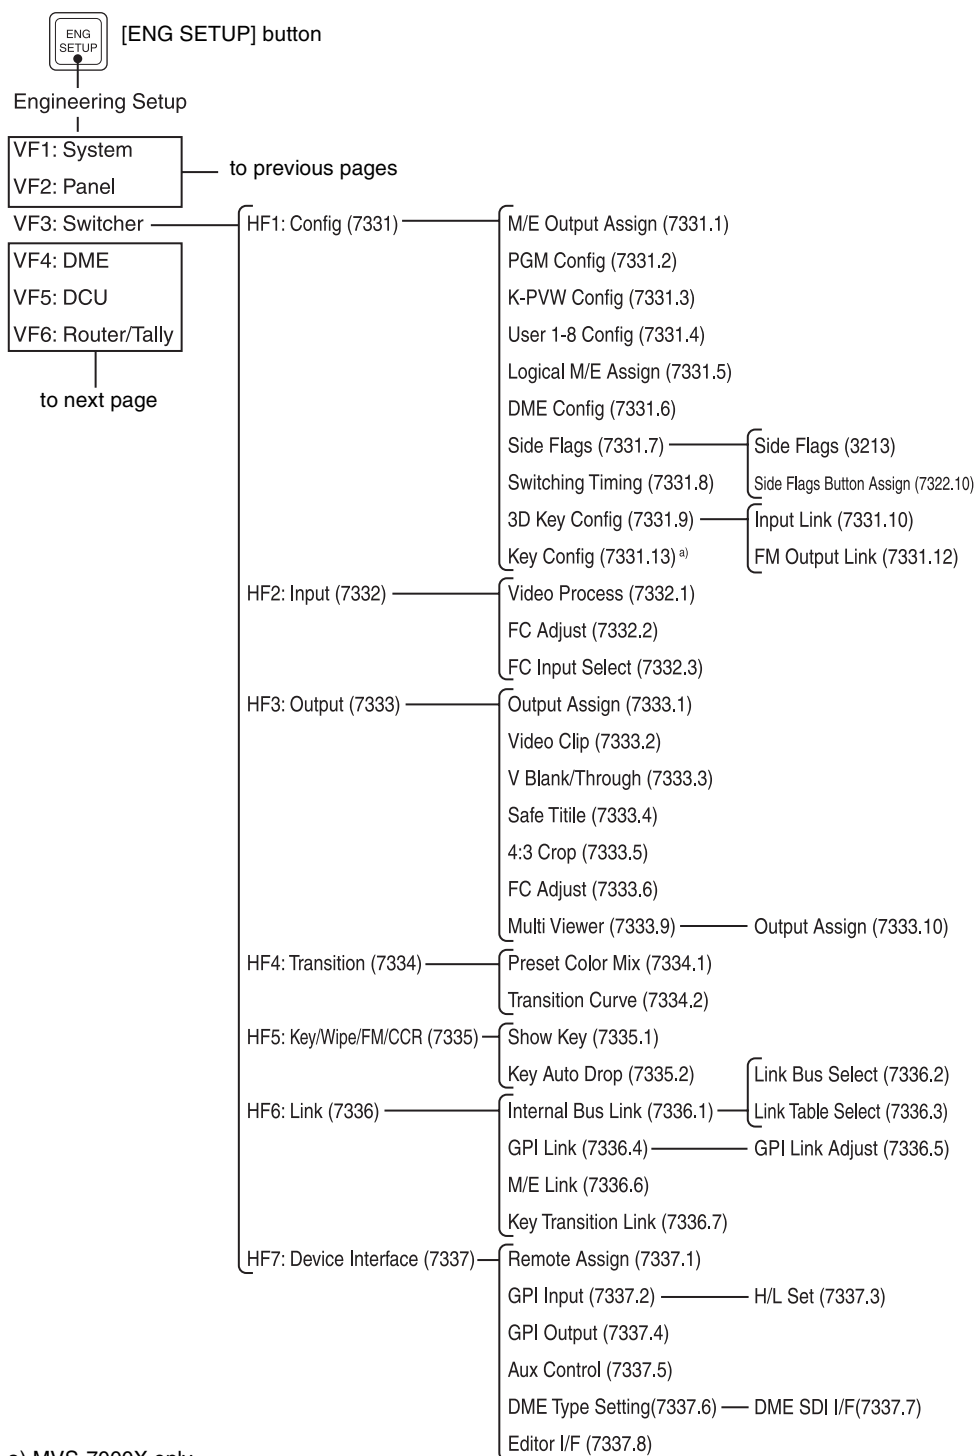 ENG
SETUP
[ENG SETUP] button
Engineering Setup
VF1: System
VF2: Panel
to previous pages
VF3: Switcher
VF4: DME
VF5: DCU
VF6: Router/Tally
to next page
HF1: Config (7331)
M/E Output Assign (7331.1)
PGM Config (7331.2)
K-PVW Config (7331.3)
User 1-8 Config (7331.4)
Logical M/E Assign (7331.5)
DME Config (7331.6)
Side Flags (7331.7)
Side Flags (3213)
Side Flags Button Assign (7322.10)
Switching Timing (7331.8)
3D Key Config (7331.9)
Input Link (7331.10)
FM Output Link (7331.12)
Key Config (7331.13) a)
HF2: Input (7332)
Video Process (7332.1)
FC Adjust (7332.2)
FC Input Select (7332.3)
HF3: Output (7333)
Output Assign (7333.1)
Video Clip (7333.2)
V Blank/Through (7333.3)
Safe Titile (7333.4)
4:3 Crop (7333.5)
FC Adjust (7333.6)
Multi Viewer (7333.9)
Output Assign (7333.10)
HF4: Transition (7334)
Preset Color Mix (7334.1)
Transition Curve (7334.2)
HF5: Key/Wipe/FM/CCR (7335)
Show Key (7335.1)
Key Auto Drop (7335.2)
HF6: Link (7336)
Internal Bus Link (7336.1)
Link Bus Select (7336.2)
Link Table Select (7336.3)
GPI Link (7336.4)
GPI Link Adjust (7336.5)
M/E Link (7336.6)
Key Transition Link (7336.7)
HF7: Device Interface (7337)
Remote Assign (7337.1)
GPI Input (7337.2)
H/L Set (7337.3)
GPI Output (7337.4)
Aux Control (7337.5)
DME Type Setting(7337.6)
DME SDI I/F(7337.7)
Editor I/F (7337.8)